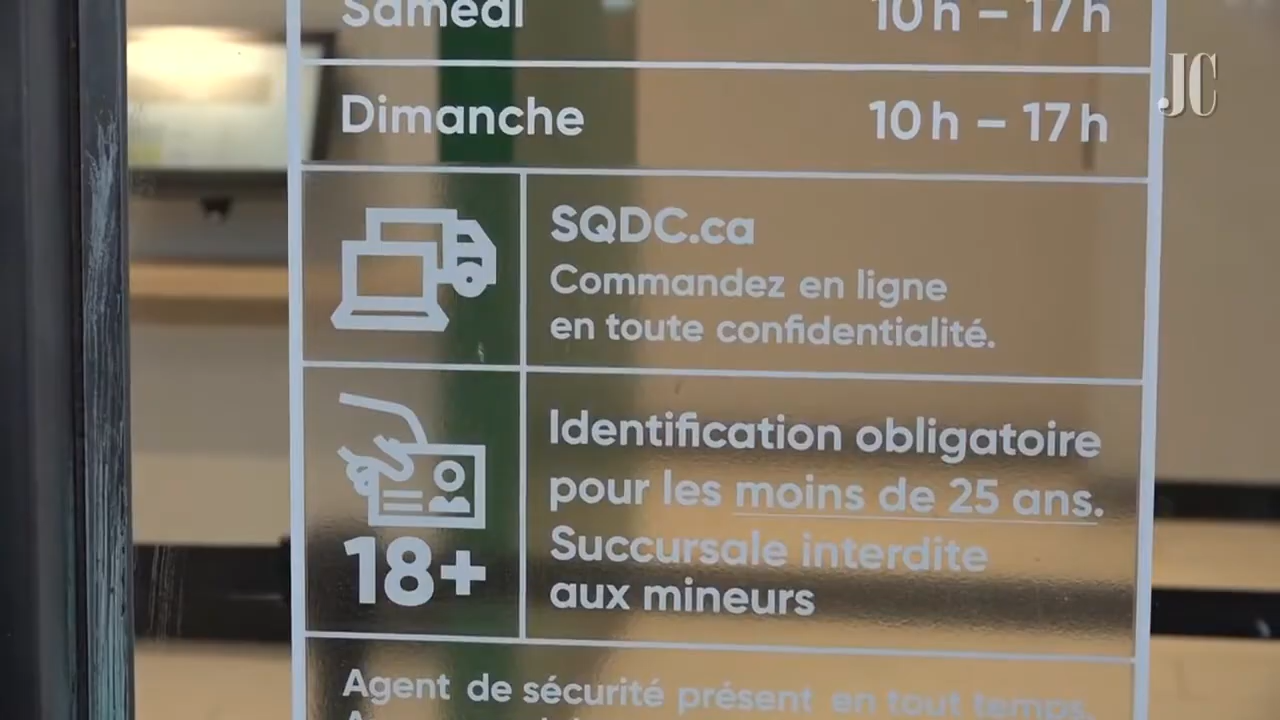 Samedi 10 h – 17 h
JC
Dimanche 10 h – 17 h
SQDC.ca
Commandez en ligne
en toute confidentialité.
Identification obligatoire
pour les moins de 25 ans.
18+
Succursale interdite
aux mineurs
Agent de sécurité présent en tout temps.